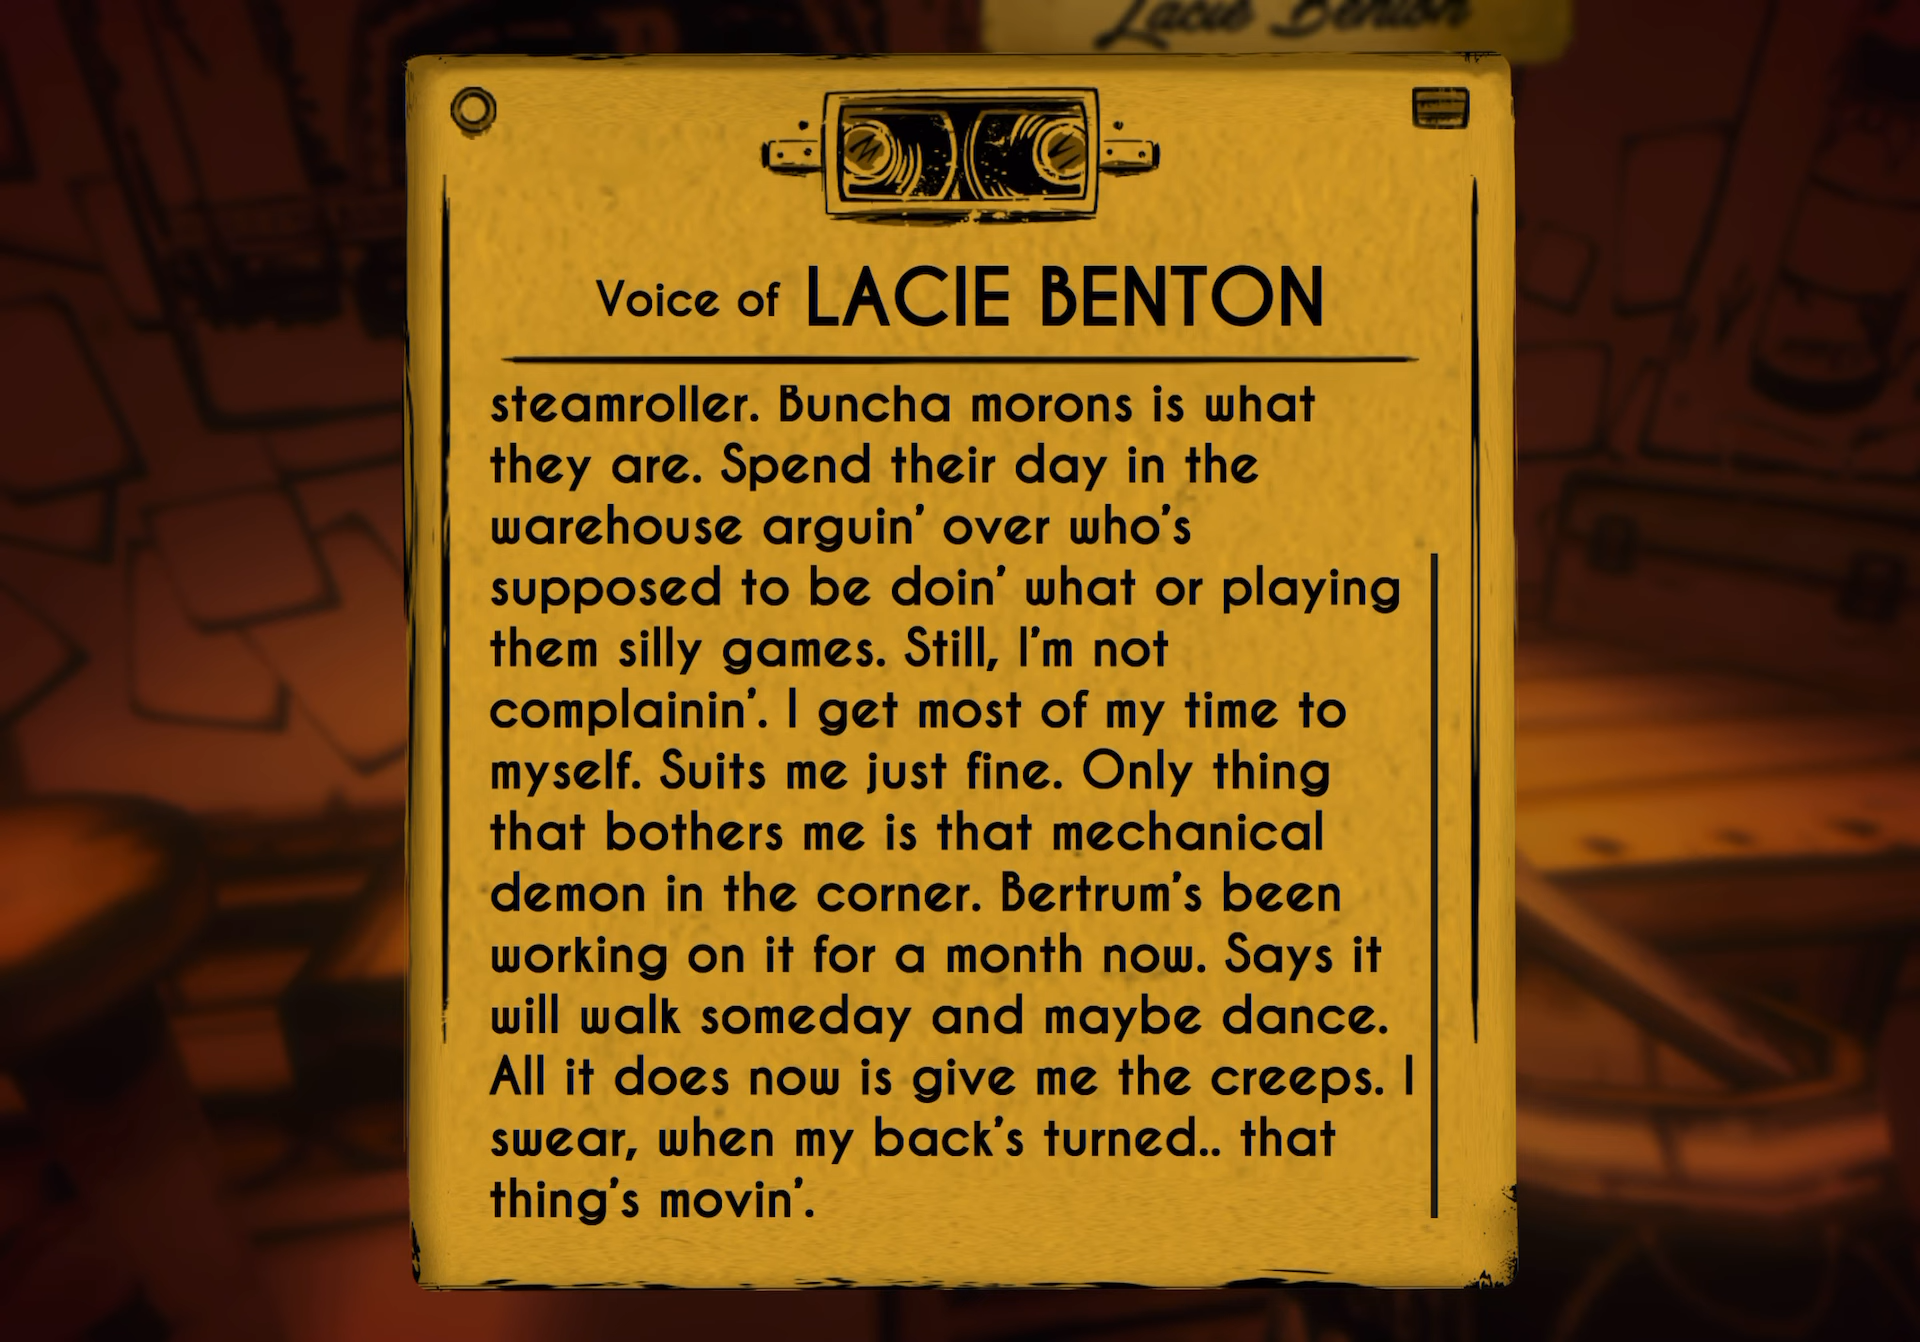 Lacie Benton
Voice of LACIE BENTON
steamroller. Buncha morons is what
they are. Spend their day in the
warehouse arguin’ over who’s
supposed to be doin’ what or playing
them silly games. Still, I’m not
complainin’. I get most of my time to
myself. Suits me just fine. Only thing
that bothers me is that mechanical
demon in the corner. Bertrum’s been
working on it for a month now. Says it
will walk someday and maybe dance.
All it does now is give me the creeps. I
swear, when my back’s turned.. that
thing’s movin’.